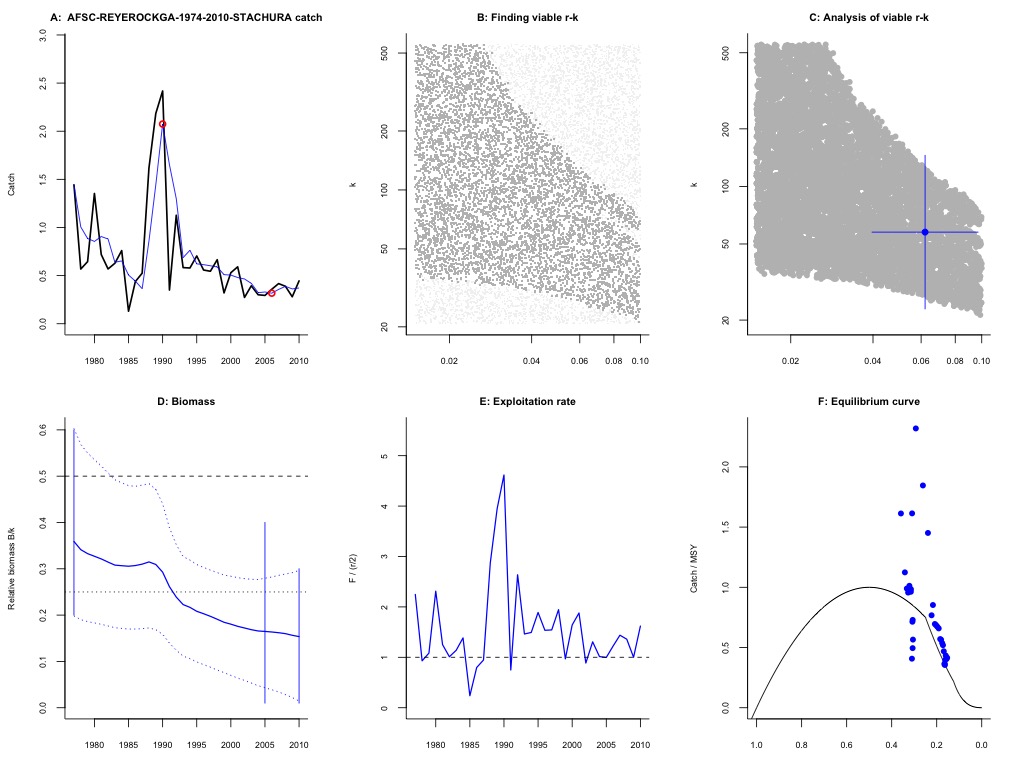 A: AFSC-REYEROCKGA-1974-2010-STACHURA catch
Catch
0.0
0.5
1.0
1.5
2.0
2.5
3.0
1980 1985 1990 1995 2000 2005 2010
B: Finding viable r-k
k
20
50
100
200
500
0.02 0.04 0.06 0.08 0.10
C: Analysis of viable r-k
k
20
50
100
200
500
0.02 0.04 0.06 0.08 0.10
D: Biomass
Relative biomass B/k
0.0
0.1
0.2
0.3
0.4
0.5
0.6
1980 1985 1990 1995 2000 2005 2010
E: Exploitation rate
F / (r/2)
0
1
2
3
4
5
1980 1985 1990 1995 2000 2005 2010
F: Equilibrium curve
Catch / MSY
0.0
0.5
1.0
1.5
2.0
1.0 0.8 0.6 0.4 0.2 0.0